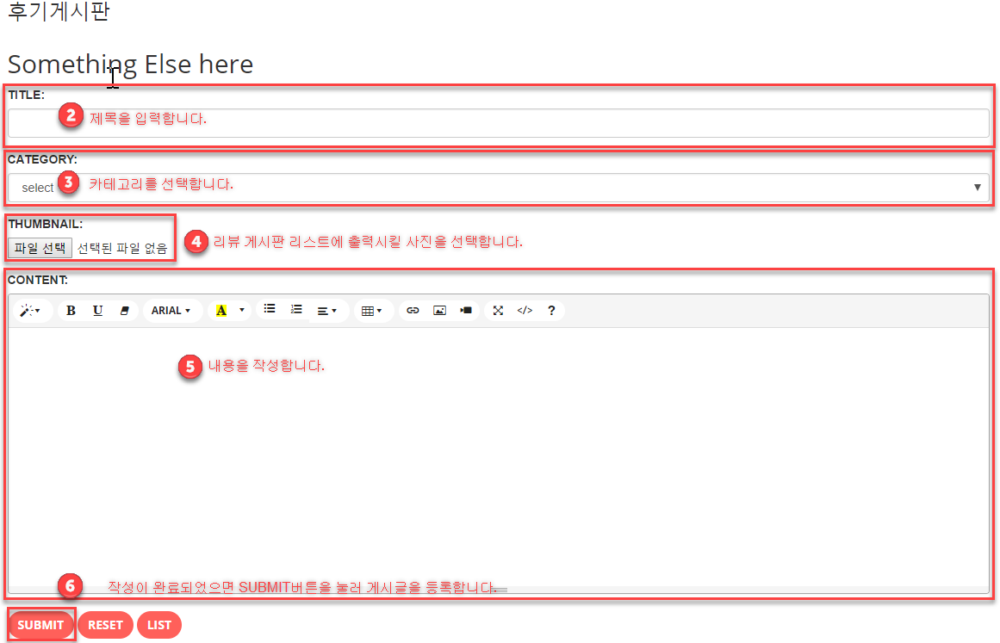 후기게시판
Something Else here
TITLE:
2 제목을 입력합니다.
CATEGORY:
select 3 카테고리를 선택합니다.
THUMBNAIL:
파일 선택 선택된 파일 없음 4 리뷰 게시판 리스트에 출력시킬 사진을 선택합니다.
CONTENT:
B U ARIAL A </> ?
5 내용을 작성합니다.
6 작성이 완료되었으면 SUBMIT버튼을 눌러 게시글을 등록합니다.
SUBMIT RESET LIST